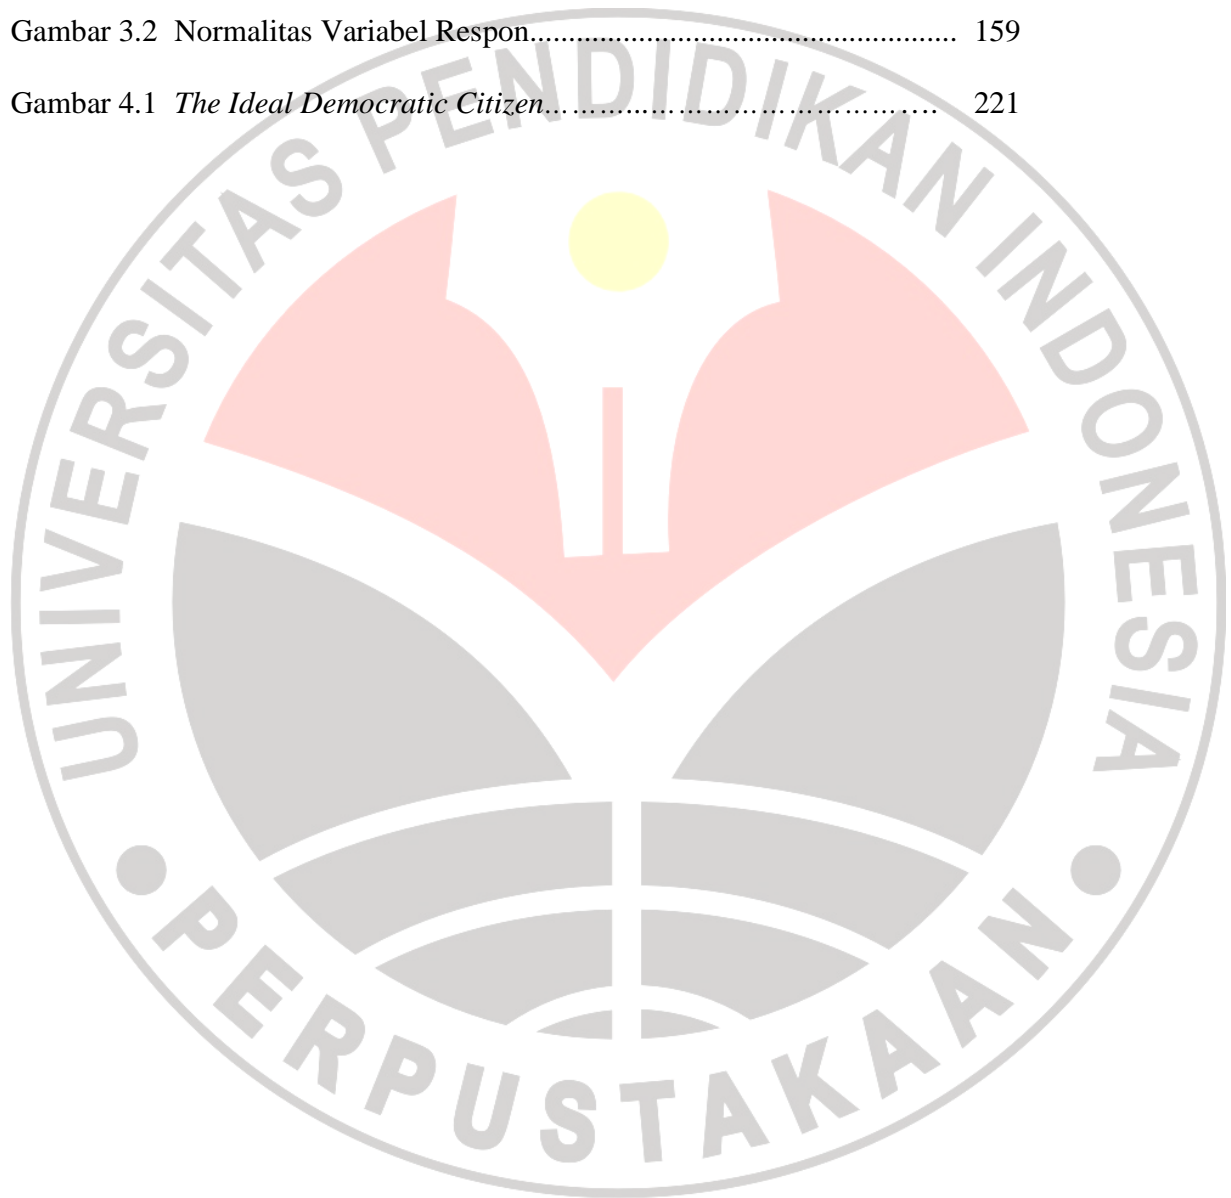 Gambar 3.2 Normalitas Variabel Respon....................................................... 159
Gambar 4.1 The Ideal Democratic Citizen………...…………………………….. 221
UNIVERSITAS PENDIDIKAN INDONESIA
PERPUSTAKAAN